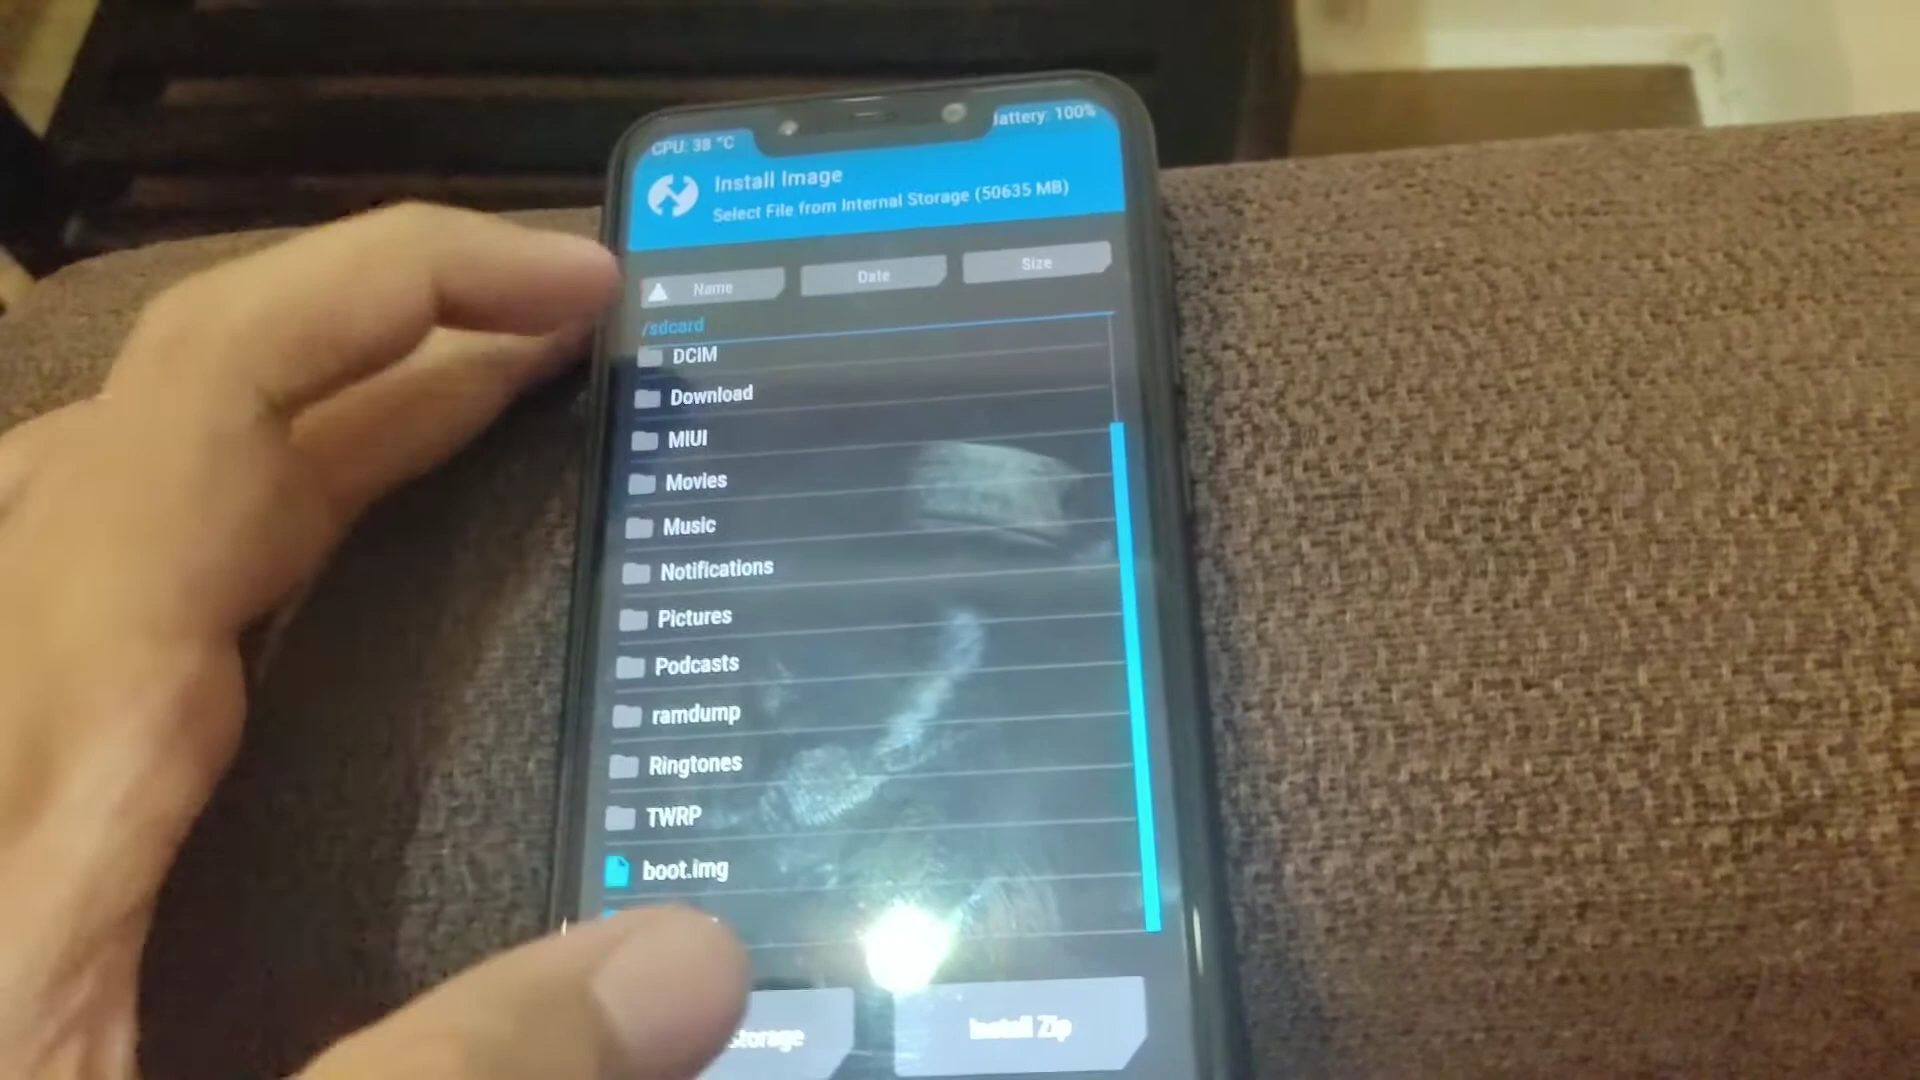 CPU: 38 °C
attery: 100%
Install Image
Select File from Internal Storage (50635 MB)
Name
Date
Size
/sdcard
DCIM
Download
MIUI
Movies
Music
Notifications
Pictures
Podcasts
ramdump
Ringtones
TWRP
boot.img
Storage
Install Zip